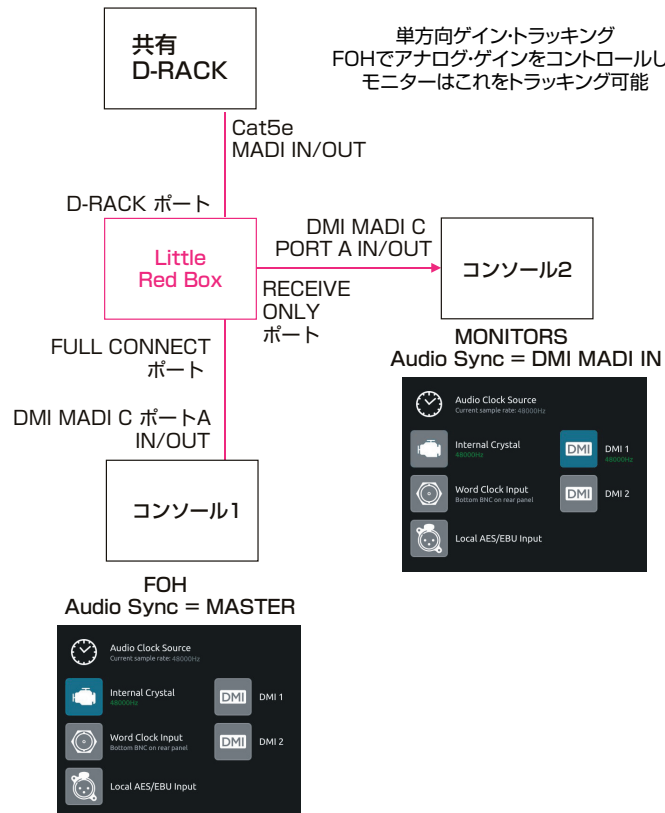 共有
D-RACK
単方向ゲイン・トラッキング
FOHでアナログ・ゲインをコントロールし
モニターはこれをトラッキング可能
Cat5e
MADI IN/OUT
D-RACK ポート
Little
Red Box
DMI MADI C
PORT A IN/OUT
コンソール2
RECEIVE
ONLY
ポート
FULL CONNECT
ポート
MONITORS
Audio Sync = DMI MADI IN
DMI MADI C ポートA
IN/OUT
コンソール1
Audio Clock Source
Current sample rate: 48000Hz
Internal Crystal
48000Hz
DMI
DMI 1
48000Hz
Word Clock Input
Bottom BNC on rear panel
DMI
DMI 2
Local AES/EBU Input
FOH
Audio Sync = MASTER
Audio Clock Source
Current sample rate: 48000Hz
Internal Crystal
48000Hz
DMI
DMI 1
Word Clock Input
Bottom BNC on rear panel
DMI
DMI 2
Local AES/EBU Input